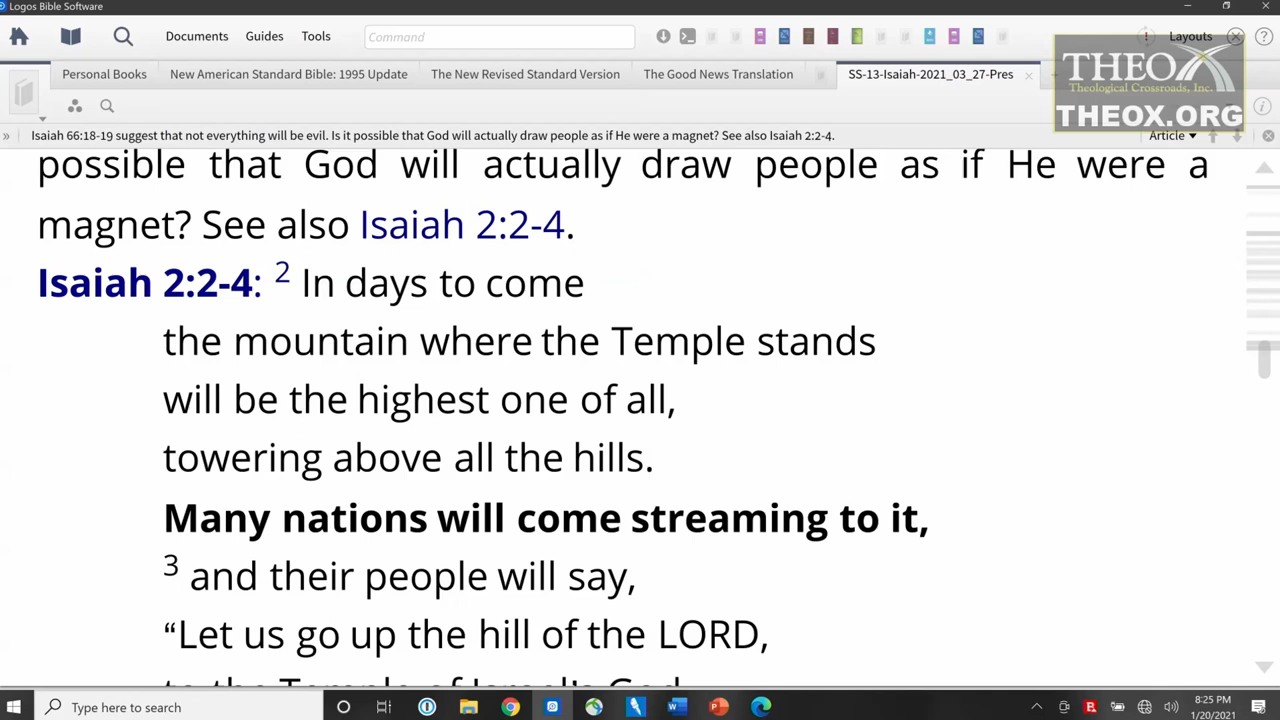 Logos Bible Software
Documents Guides Tools Command Layouts
Personal Books New American Standard Bible: 1995 Update The New Revised Standard Version The Good News Translation SS-13-Isaiah-2021_03_27-Pres
THEOX
Theological Crossroads, Inc.
THEOX.ORG
Isaiah 66:18-19 suggest that not everything will be evil. Is it possible that God will actually draw people as if He were a magnet? See also Isaiah 2:2-4. Article
possible that God will actually draw people as if He were a
magnet? See also Isaiah 2:2-4.
Isaiah 2:2-4: 2 In days to come
the mountain where the Temple stands
will be the highest one of all,
towering above all the hills.
Many nations will come streaming to it,
3 and their people will say,
“Let us go up the hill of the LORD,
to the Temple of Israel's God
Type here to search
8:25 PM
1/20/2021